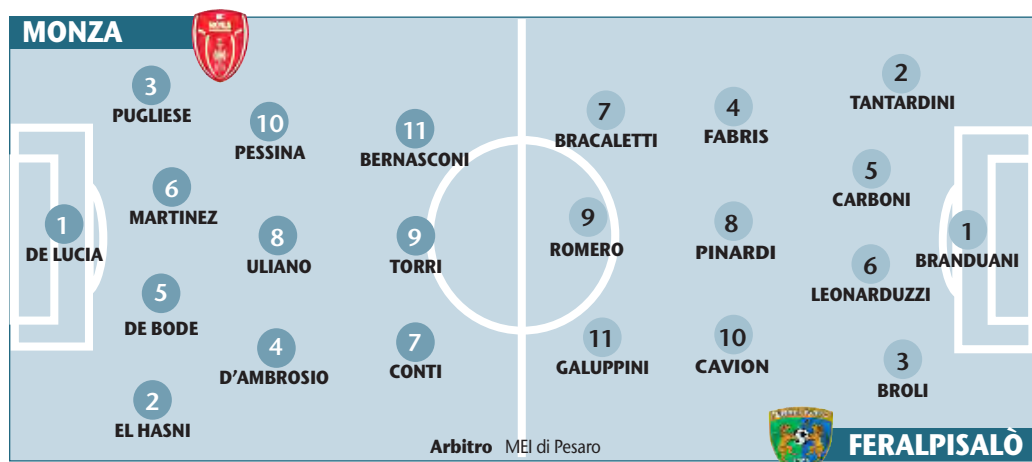 MONZA
3
PUGLIESE
10
PESSINA
11
BERNASCONI
6
MARTINEZ
1
DE LUCIA
8
ULIANO
9
TORRI
5
DE BODE
4
D'AMBROSIO
7
CONTI
2
EL HASNI
7
BRACALETTI
4
FABRIS
2
TANTARDINI
5
CARBONI
9
ROMERO
8
PINARDI
1
BRANDUANI
6
LEONARDUZZI
11
GALUPPINI
10
CAVION
3
BROLI
Arbitro MEI di Pesaro
FERALPISALÒ